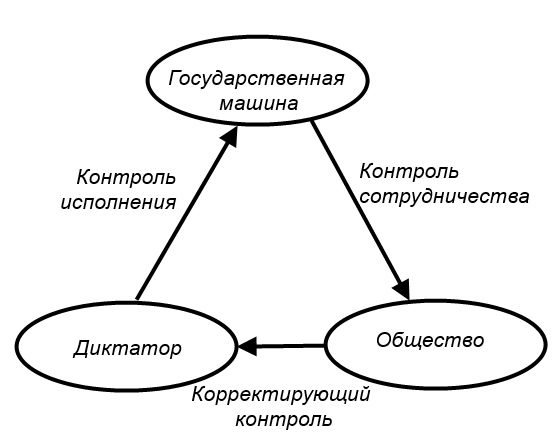 Государственная
машина
Контроль
исполнения
Контроль
сотрудничества
Диктатор
Общество
Корректирующий
контроль